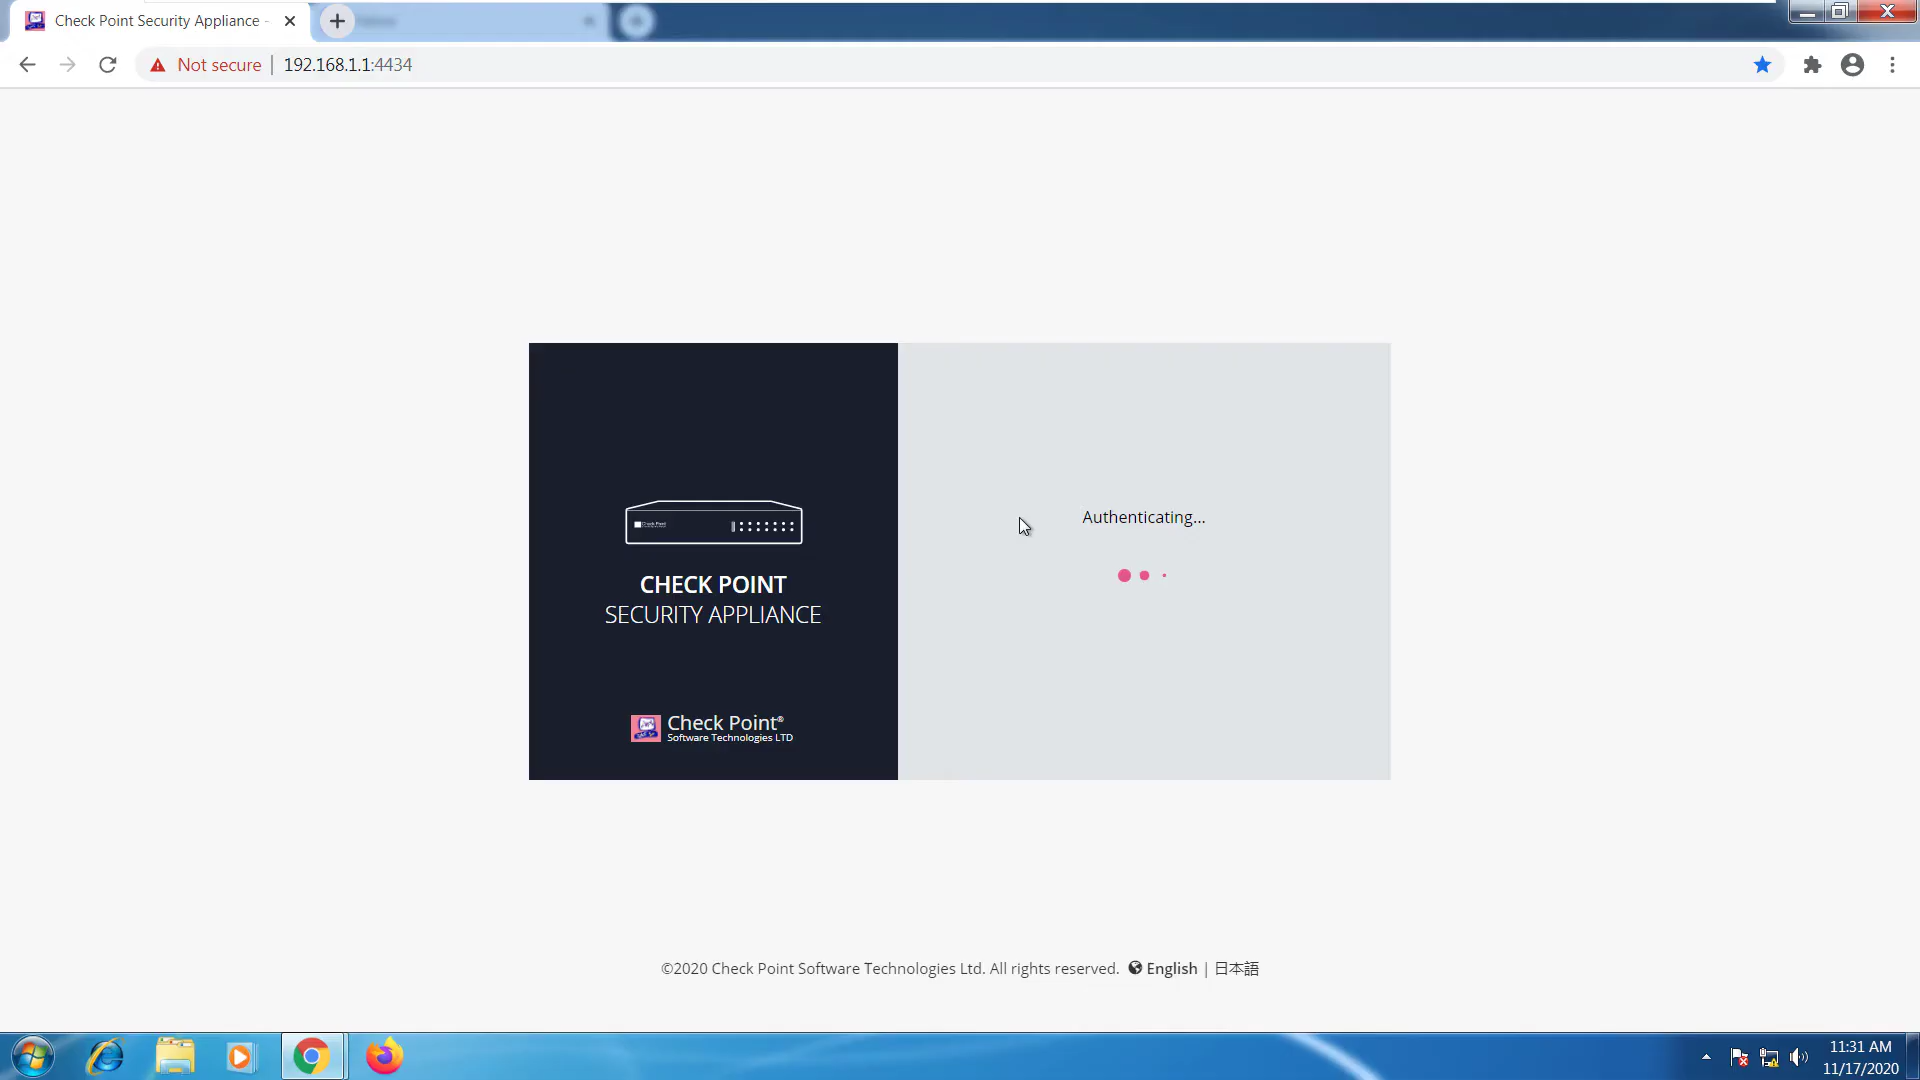 Check Point Security Appliance -
Not secure
192.168.1.1:4434
Check Point
Authenticating...
CHECK POINT
SECURITY APPLIANCE
Check Point®
Software Technologies LTD
©2020 Check Point Software Technologies Ltd. All rights reserved. English | 日本語
11:31 AM
11/17/2020